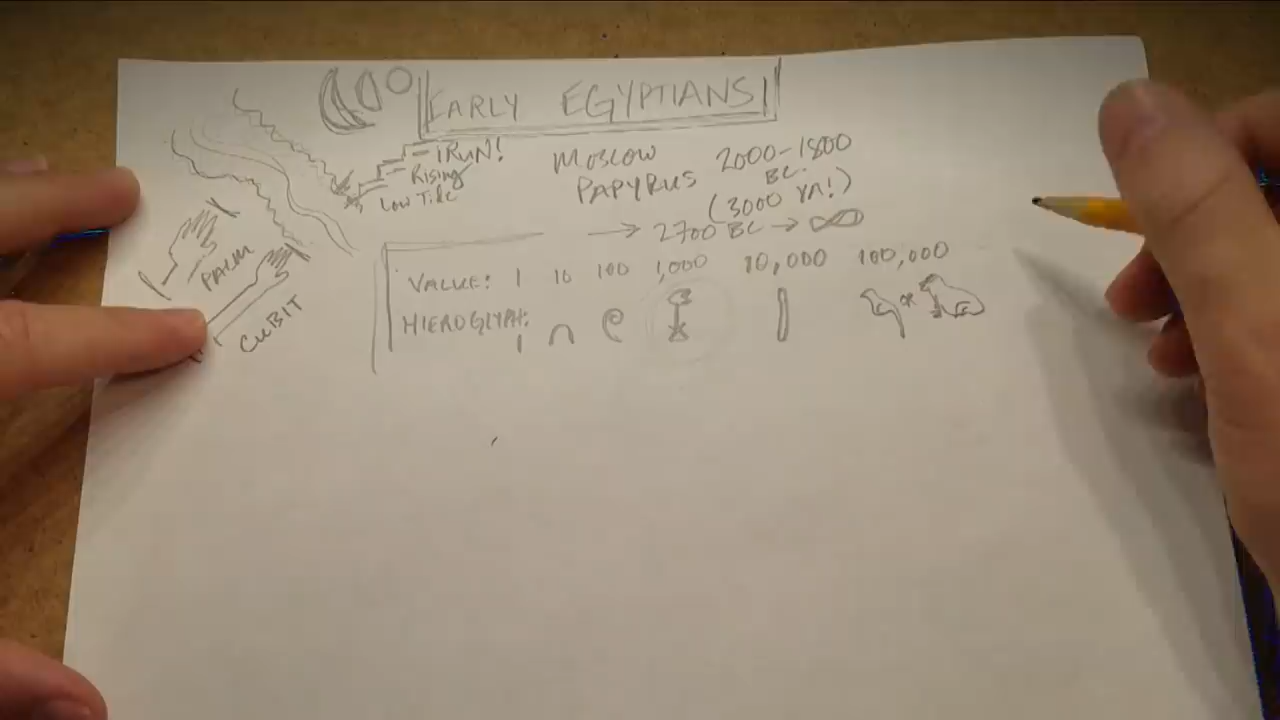 EARLY EGYPTIANS
RUN!
Rising
Low Tide
MOSCOW
PAPYRUS
2000-1800
BC.
(3000 YA!)
→ 2700 BC → ∞
PALM
CUBIT
VALUE: 1 10 100 1,000 10,000 100,000
HIEROGLYPH:
OR